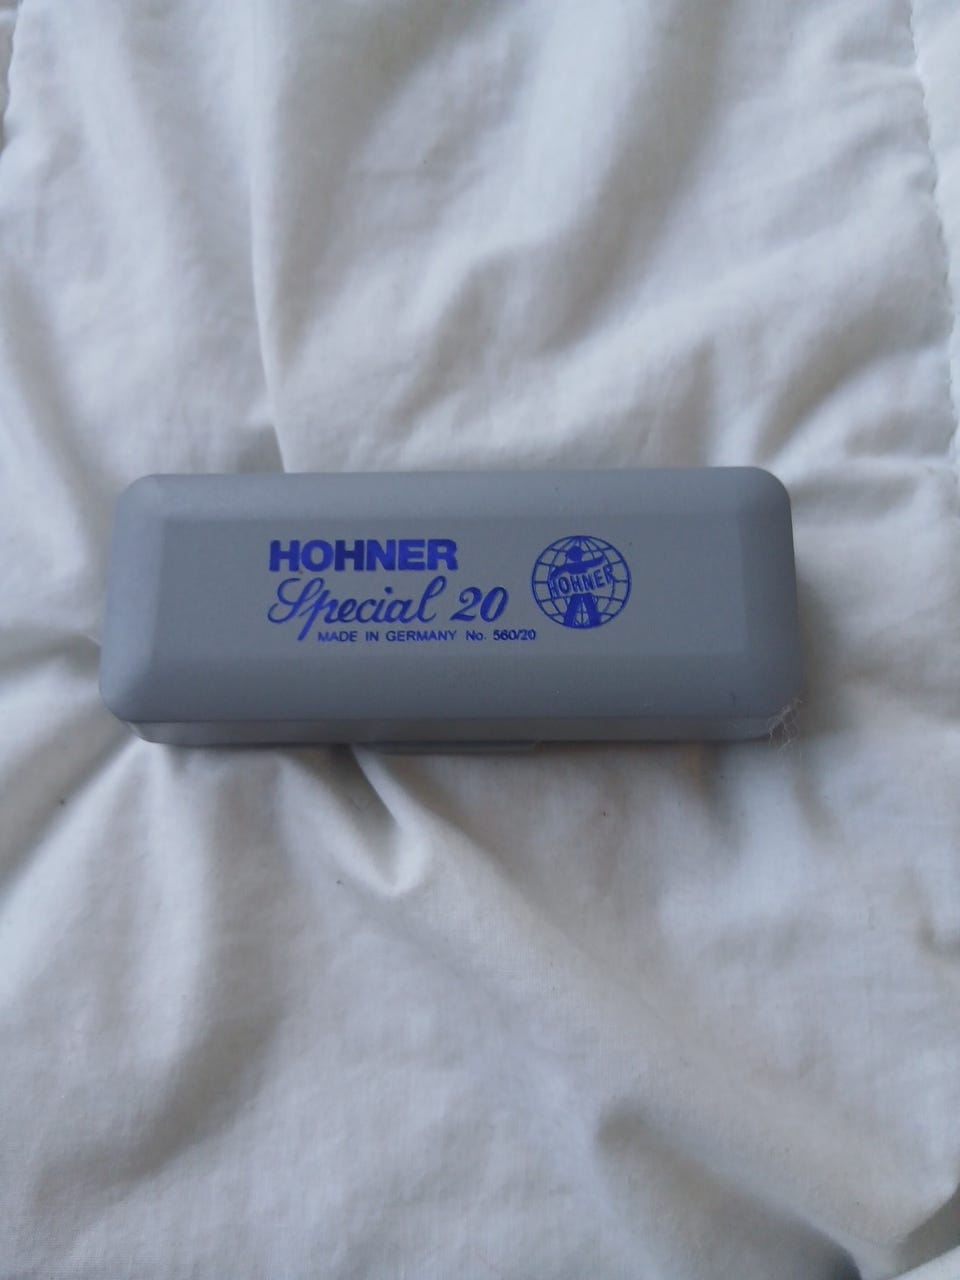 HOHNER
Special 20
MADE IN GERMANY No. 560/20
HOHNER